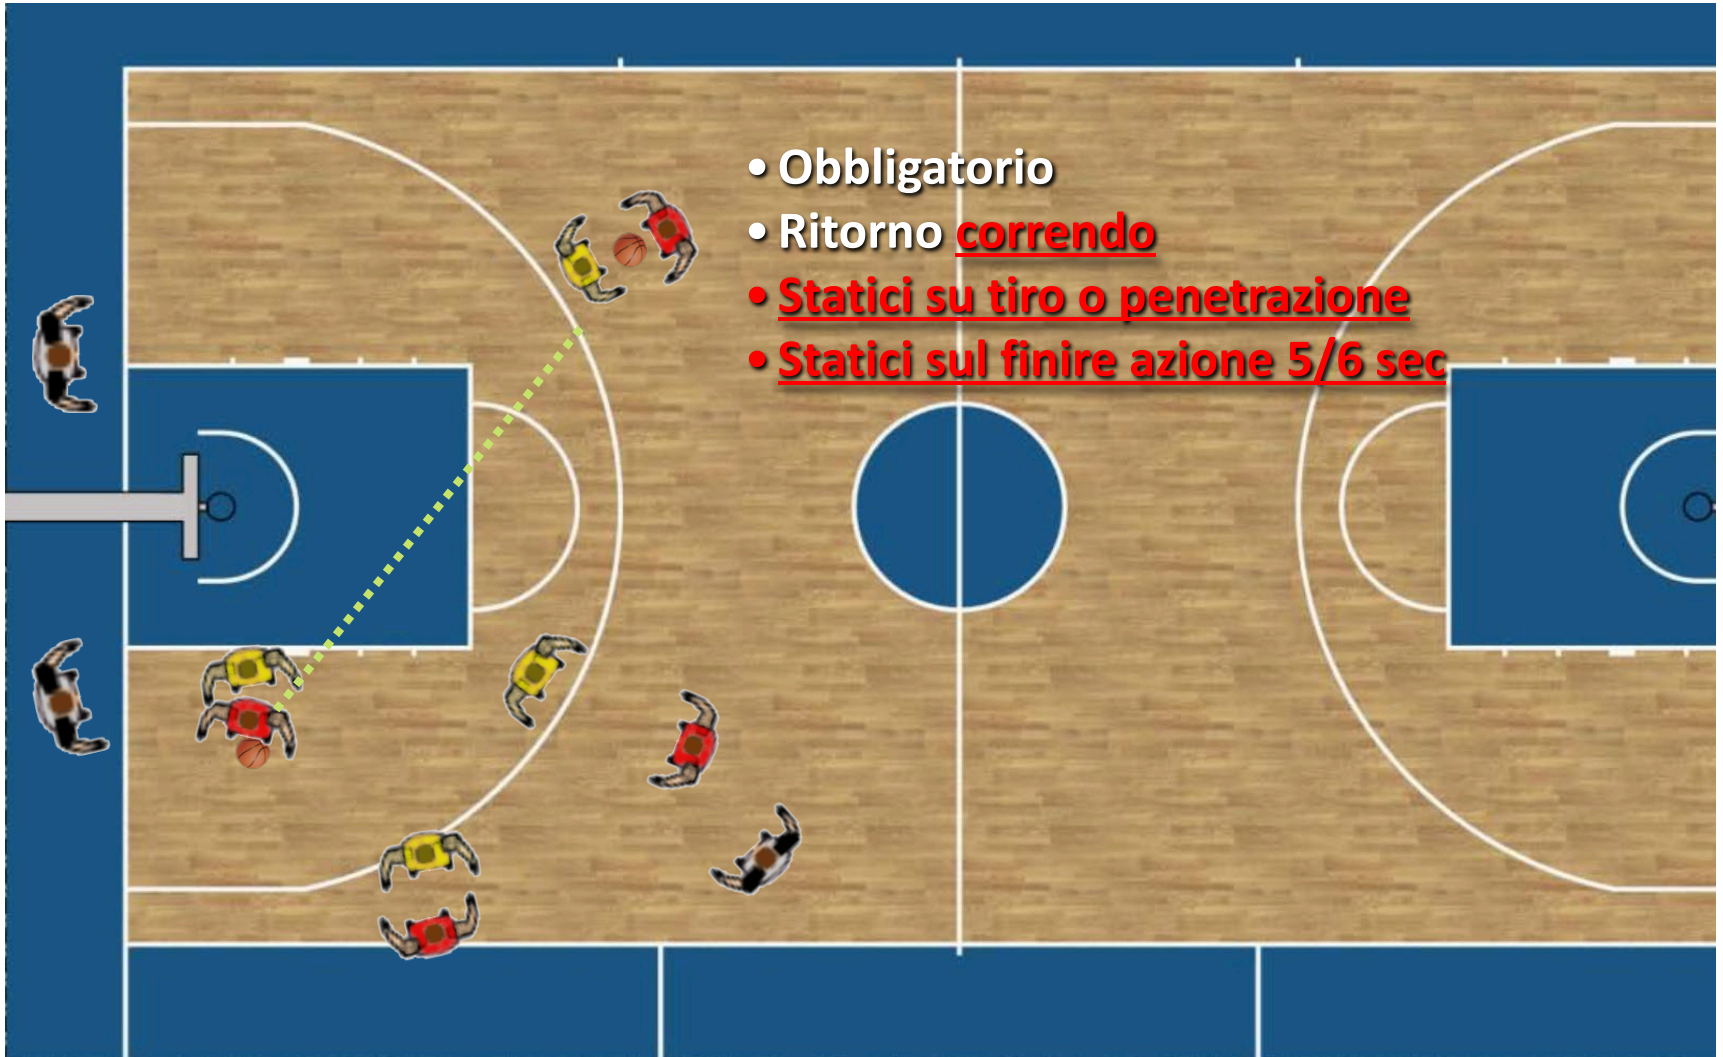 • Obbligatorio
• Ritorno correndo
• Statici su tiro o penetrazione
• Statici sul finire azione 5/6 sec